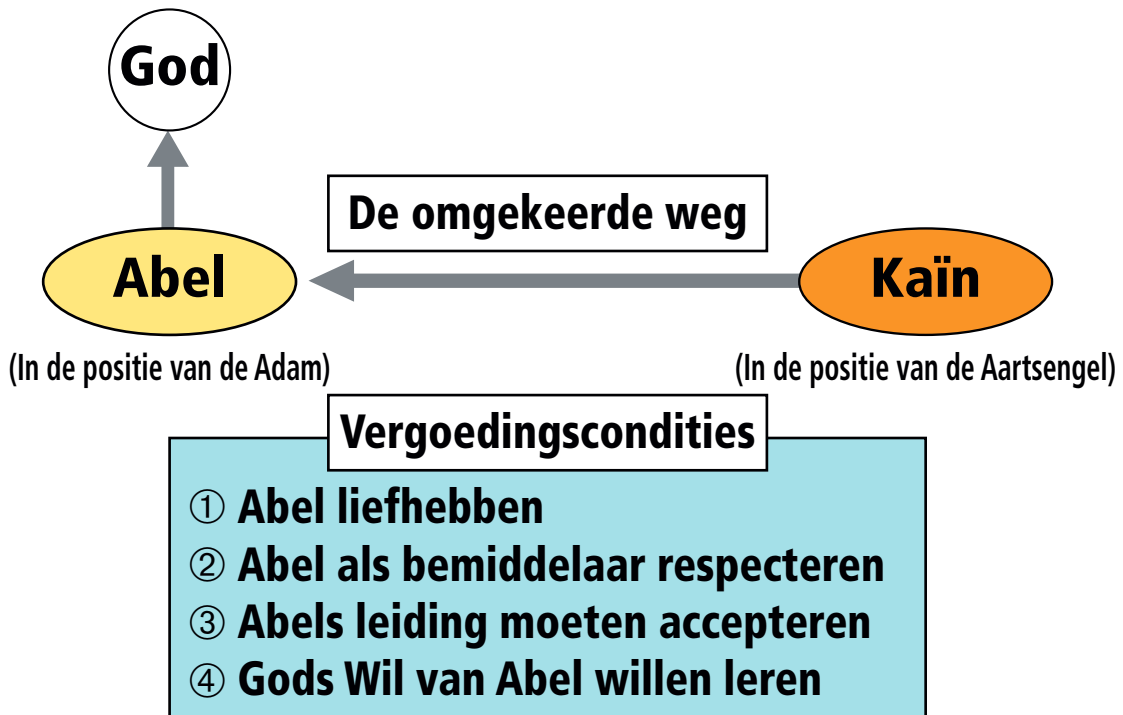 God
De omgekeerde weg
Abel
Kaïn
(In de positie van de Adam)
(In de positie van de Aartsengel)
Vergoedingscondities
① Abel liefhebben
② Abel als bemiddelaar respecteren
③ Abels leiding moeten accepteren
④ Gods Wil van Abel willen leren